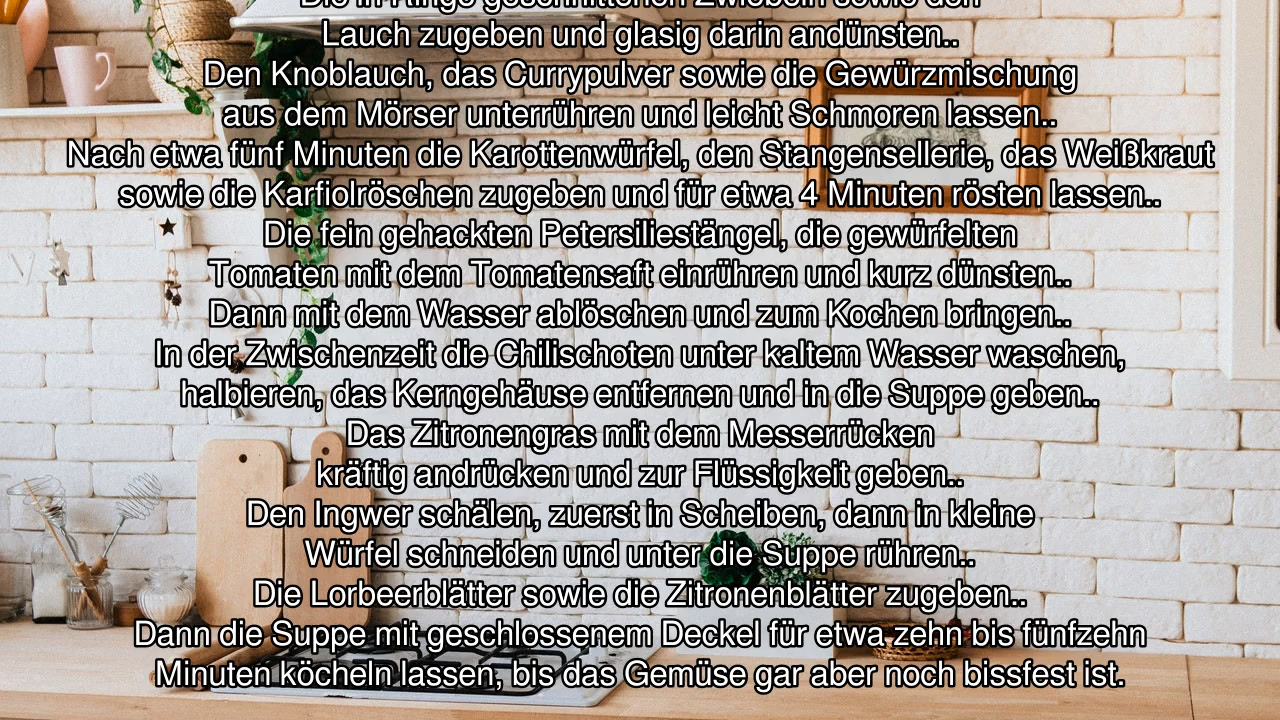 Die in Ringe geschnittenen Zwiebeln sowie den
Lauch zugeben und glasig darin andünsten..
Den Knoblauch, das Currypulver sowie die Gewürzmischung
aus dem Mörser unterrühren und leicht Schmoren lassen..
Nach etwa fünf Minuten die Karottenwürfel, den Stangensellerie, das Weißkraut
sowie die Karfiolröschen zugeben und für etwa 4 Minuten rösten lassen..
Die fein gehackten Petersiliestängel, die gewürfelten
Tomaten mit dem Tomatensaft einrühren und kurz dünsten..
Dann mit dem Wasser ablöschen und zum Kochen bringen..
In der Zwischenzeit die Chilischoten unter kaltem Wasser waschen,
halbieren, das Kerngehäuse entfernen und in die Suppe geben..
Das Zitronengras mit dem Messerrücken
kräftig andrücken und zur Flüssigkeit geben..
Den Ingwer schälen, zuerst in Scheiben, dann in kleine
Würfel schneiden und unter die Suppe rühren..
Die Lorbeerblätter sowie die Zitronenblätter zugeben..
Dann die Suppe mit geschlossenem Deckel für etwa zehn bis fünfzehn
Minuten köcheln lassen, bis das Gemüse gar aber noch bissfest ist.